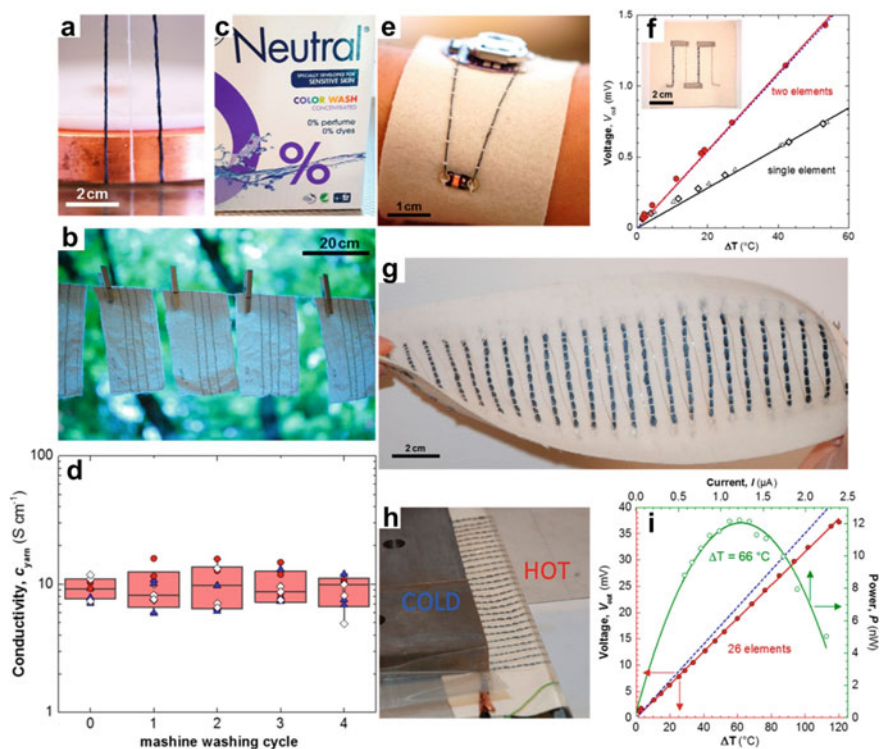 a
2 cm
c
Neutral®
SPECIALLY DEVELOPED FOR
SENSITIVE SKIN
COLOR WASH
CONCENTRATED
0% perfume
0% dyes
0%
e
1 cm
f
2 cm
two elements
single element
Voltage, Vout (mV)
1.5
1.0
0.5
0.0
0 20 40 60
ΔT (°C)
b
20 cm
g
2 cm
d
Conductivity, cyarn (S cm-1)
100
10
1
0 1 2 3 4
mashine washing cycle
h
COLD
HOT
i
Current, I (µA)
0.0 0.5 1.0 1.5 2.0 2.5
ΔT = 66 °C
26 elements
Voltage, Vout (mV)
40
35
30
25
20
15
10
5
0
Power, P (nW)
12
10
8
6
4
2
0
0 20 40 60 80 100 120
ΔT (°C)